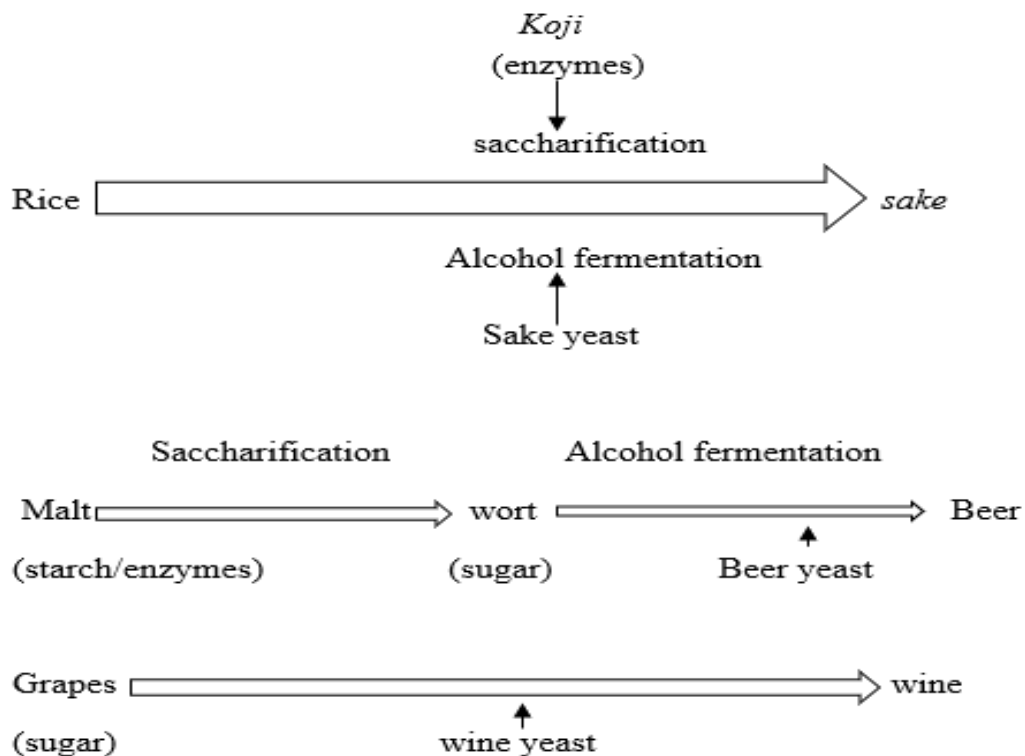 Koji
(enzymes)
saccharification
Rice sake
Alcohol fermentation
Sake yeast
Saccharification Alcohol fermentation
Malt wort Beer
(starch/enzymes) (sugar) Beer yeast
Grapes wine
(sugar) wine yeast